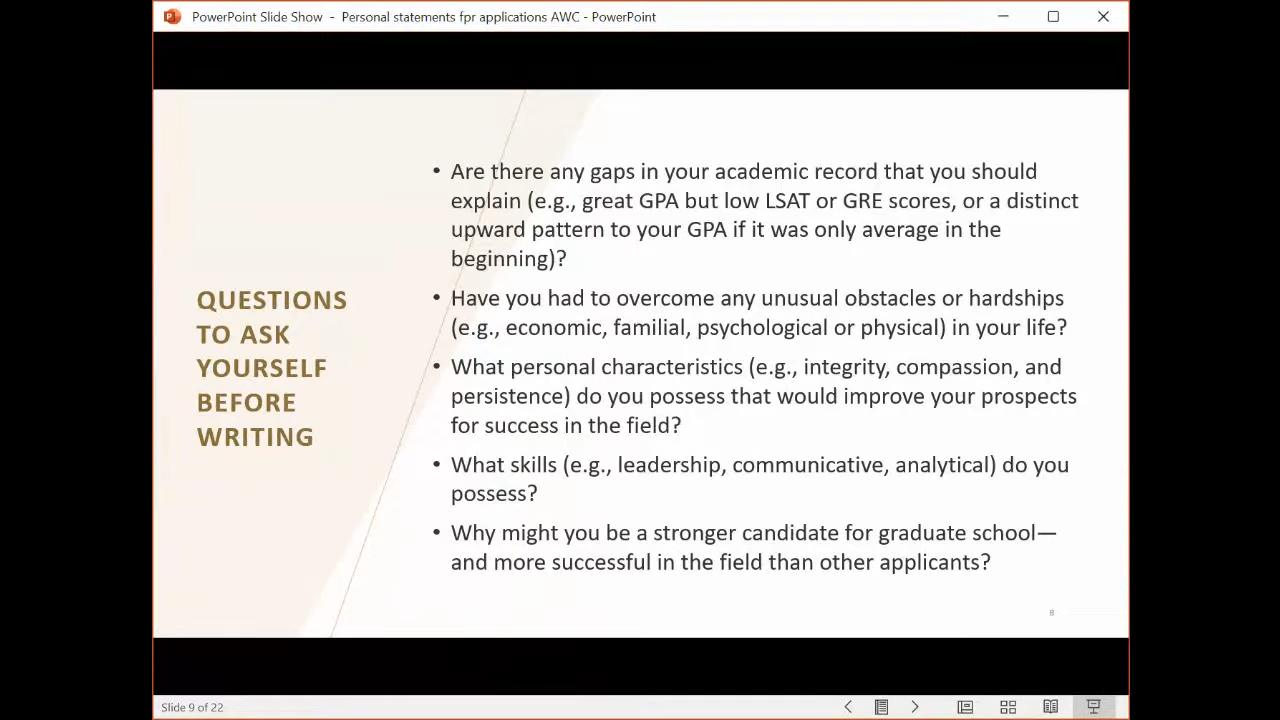 PowerPoint Slide Show - Personal statements fpr applications AWC - PowerPoint
QUESTIONS
TO ASK
YOURSELF
BEFORE
WRITING
• Are there any gaps in your academic record that you should
explain (e.g., great GPA but low LSAT or GRE scores, or a distinct
upward pattern to your GPA if it was only average in the
beginning)?
• Have you had to overcome any unusual obstacles or hardships
(e.g., economic, familial, psychological or physical) in your life?
• What personal characteristics (e.g., integrity, compassion, and
persistence) do you possess that would improve your prospects
for success in the field?
• What skills (e.g., leadership, communicative, analytical) do you
possess?
• Why might you be a stronger candidate for graduate school—
and more successful in the field than other applicants?
8
Slide 9 of 22